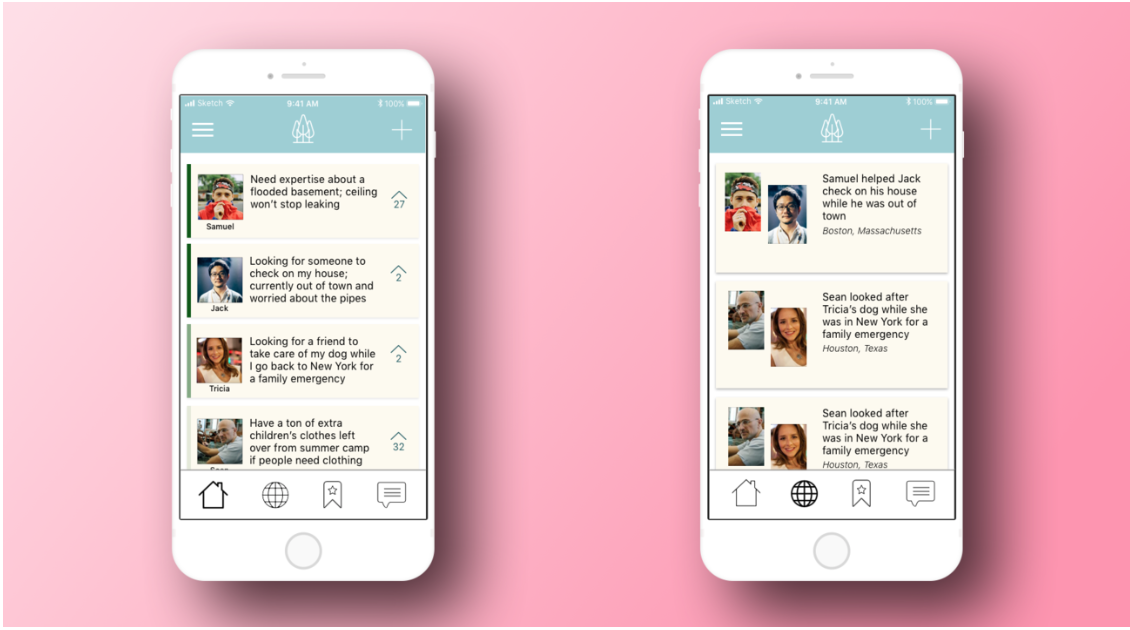 Sketch 9:41 AM 100%
Need expertise about a
flooded basement; ceiling
won't stop leaking
27
Samuel
Looking for someone to
check on my house;
currently out of town and
worried about the pipes
2
Jack
Looking for a friend to
take care of my dog while
I go back to New York for
a family emergency
2
Tricia
Have a ton of extra
children's clothes left
over from summer camp
if people need clothing
32
Sketch 9:41 AM 100%
Samuel helped Jack
check on his house
while he was out of
town
Boston, Massachusetts
Sean looked after
Tricia's dog while she
was in New York for a
family emergency
Houston, Texas
Sean looked after
Tricia's dog while she
was in New York for a
family emergency
Houston, Texas